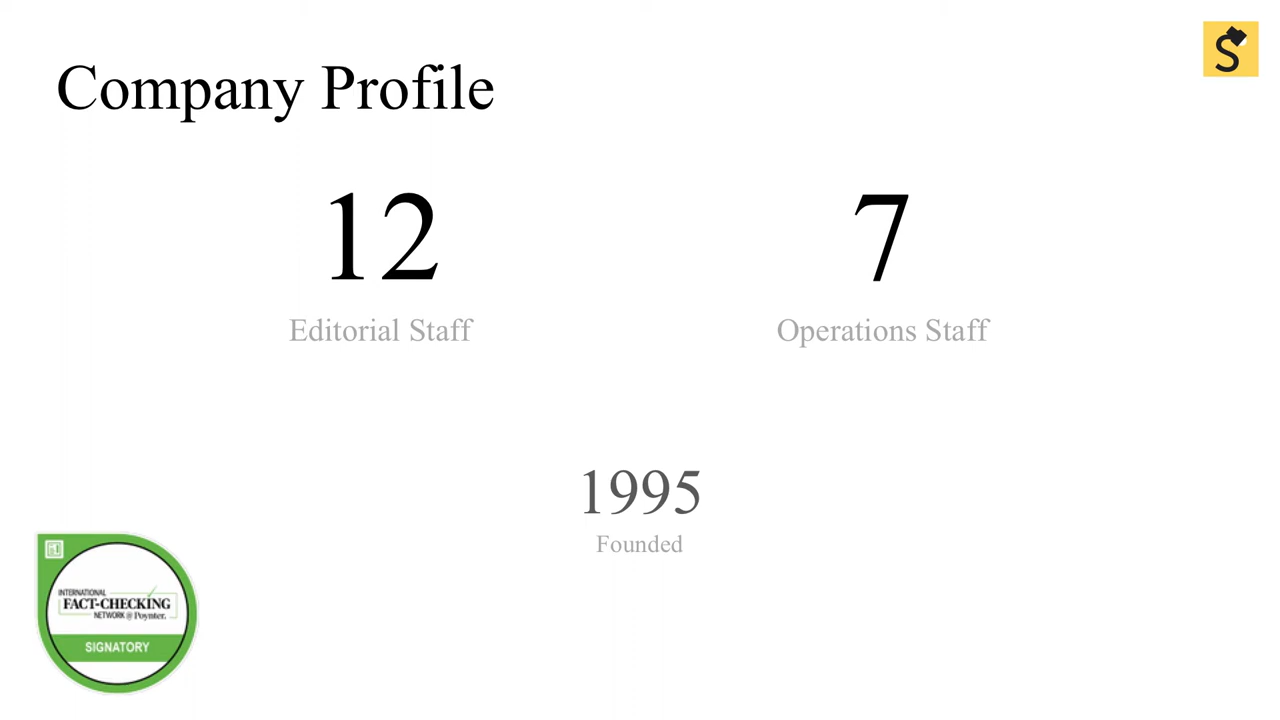 Company Profile
S
12
7
Editorial Staff
Operations Staff
1995
Founded
INTERNATIONAL
FACT-CHECKING
NETWORK @ Poynter.
SIGNATORY